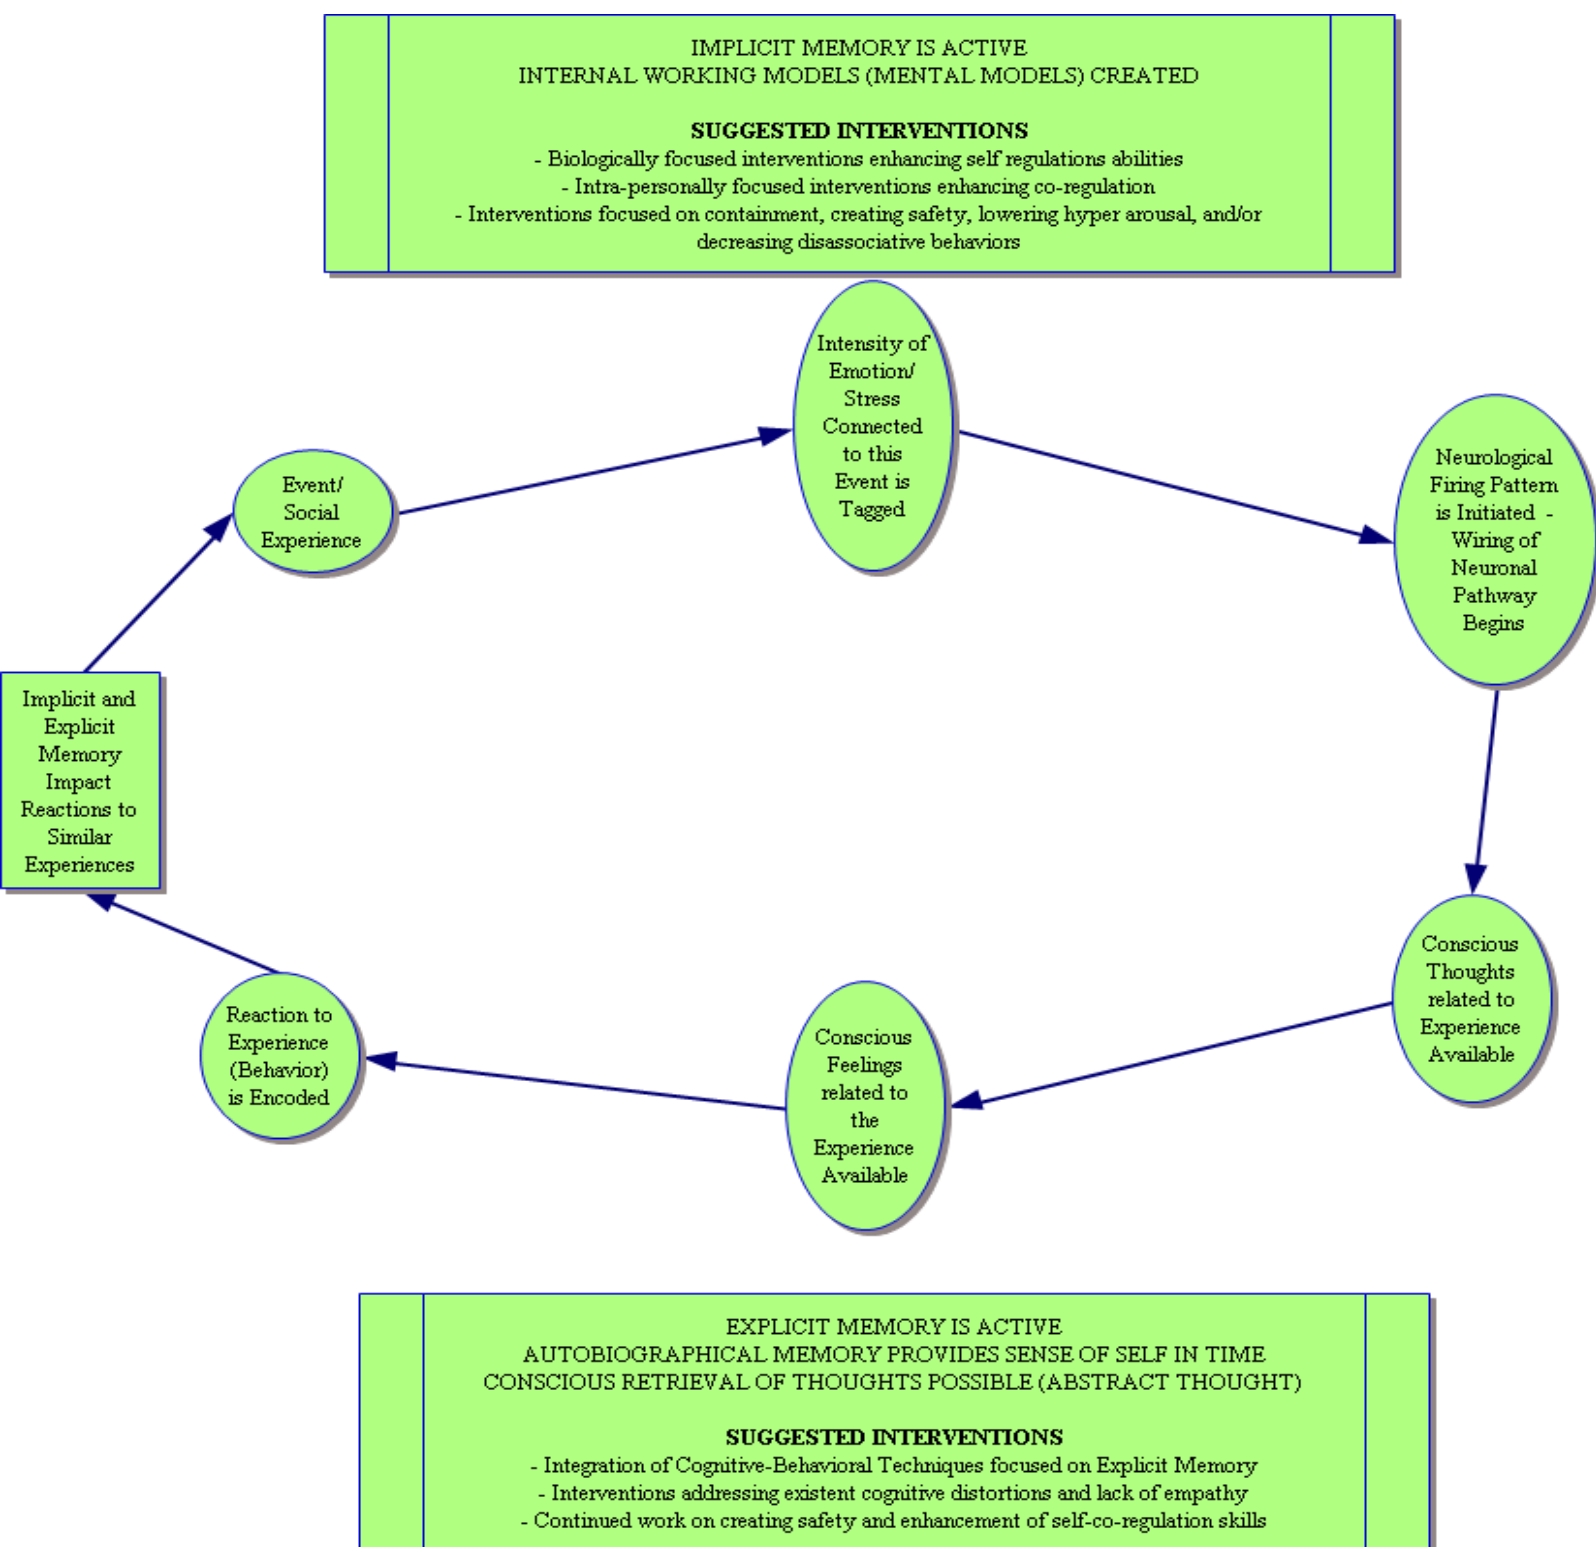 IMPLICIT MEMORY IS ACTIVE
INTERNAL WORKING MODELS (MENTAL MODELS) CREATED
SUGGESTED INTERVENTIONS
- Biologically focused interventions enhancing self regulations abilities
- Intra-personally focused interventions enhancing co-regulation
- Interventions focused on containment, creating safety, lowering hyper arousal, and/or
decreasing disassociative behaviors
Event/
Social
Experience
Intensity of
Emotion/
Stress
Connected
to this
Event is
Tagged
Neurological
Firing Pattern
is Initiated -
Wiring of
Neuronal
Pathway
Begins
Conscious
Thoughts
related to
Experience
Available
Conscious
Feelings
related to
the
Experience
Available
Reaction to
Experience
(Behavior)
is Encoded
Implicit and
Explicit
Memory
Impact
Reactions to
Similar
Experiences
EXPLICIT MEMORY IS ACTIVE
AUTOBIOGRAPHICAL MEMORY PROVIDES SENSE OF SELF IN TIME
CONSCIOUS RETRIEVAL OF THOUGHTS POSSIBLE (ABSTRACT THOUGHT)
SUGGESTED INTERVENTIONS
- Integration of Cognitive-Behavioral Techniques focused on Explicit Memory
- Interventions addressing existent cognitive distortions and lack of empathy
- Continued work on creating safety and enhancement of self-co-regulation skills